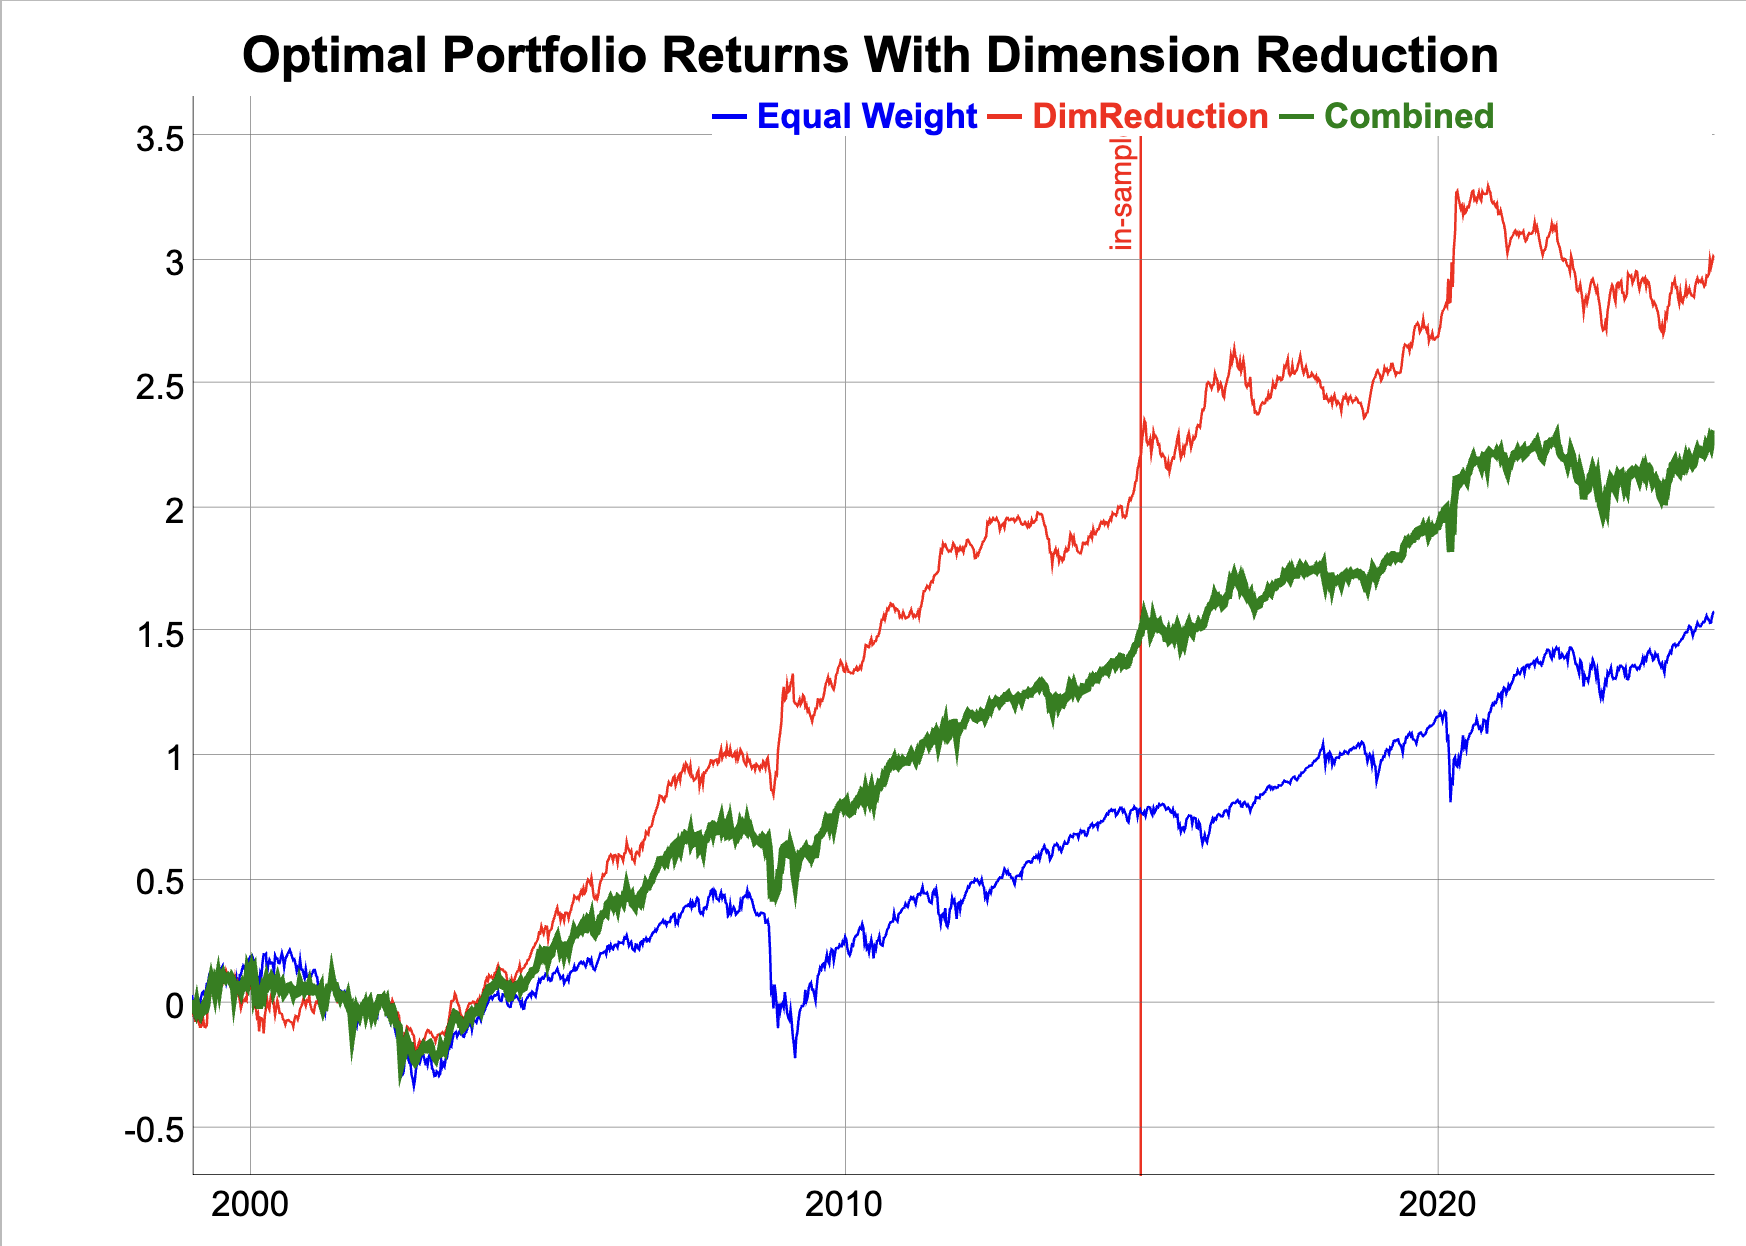 Optimal Portfolio Returns With Dimension Reduction
Equal Weight DimReduction Combined
in-sampl
3.5
3
2.5
2
1.5
1
0.5
0
-0.5
2000 2010 2020